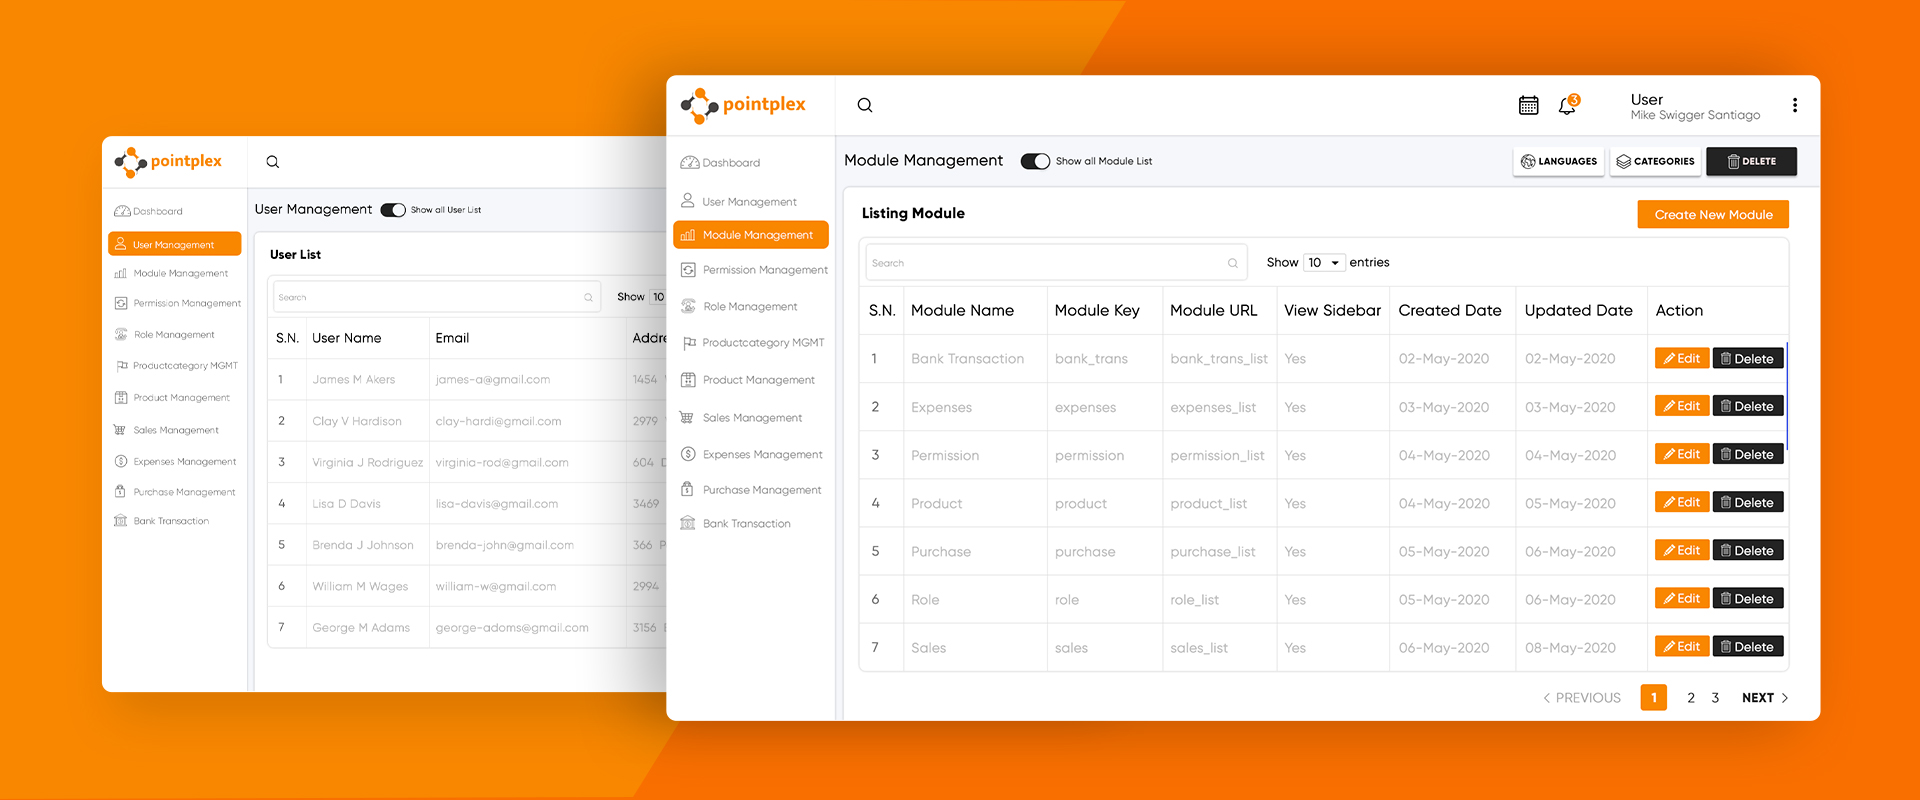 pointplex
Dashboard
User Management
Module Management
Permission Management
Role Management
Productcategory MGMT
Product Management
Sales Management
Expenses Management
Purchase Management
Bank Transaction
User Management Show all User List
User List
Search Show 10
S.N. User Name Email
1 James M Akers james-a@gmail.com 1454
2 Clay V Hardison clay-hardi@gmail.com 2979
3 Virginia J Rodriguez virginia-rod@gmail.com 604
4 Lisa D Davis lisa-davis@gmail.com 3469
5 Brenda J Johnson brenda-john@gmail.com 366
6 William M Wages william-w@gmail.com 2994
7 George M Adams george-adoms@gmail.com 3156
pointplex
3
User
Mike Swigger Santiago
Dashboard
User Management
Module Management
Permission Management
Role Management
Productcategory MGMT
Product Management
Sales Management
Expenses Management
Purchase Management
Bank Transaction
Module Management Show all Module List LANGUAGES CATEGORIES DELETE
Listing Module Create New Module
Search Show 10 entries
S.N. Module Name Module Key Module URL View Sidebar Created Date Updated Date Action
1 Bank Transaction bank_trans bank_trans_list Yes 02-May-2020 02-May-2020 Edit Delete
2 Expenses expenses expenses_list Yes 03-May-2020 03-May-2020 Edit Delete
3 Permission permission permission_list Yes 04-May-2020 04-May-2020 Edit Delete
4 Product product product_list Yes 04-May-2020 05-May-2020 Edit Delete
5 Purchase purchase purchase_list Yes 05-May-2020 06-May-2020 Edit Delete
6 Role role role_list Yes 05-May-2020 06-May-2020 Edit Delete
7 Sales sales sales_list Yes 06-May-2020 08-May-2020 Edit Delete
< PREVIOUS 1 2 3 NEXT >